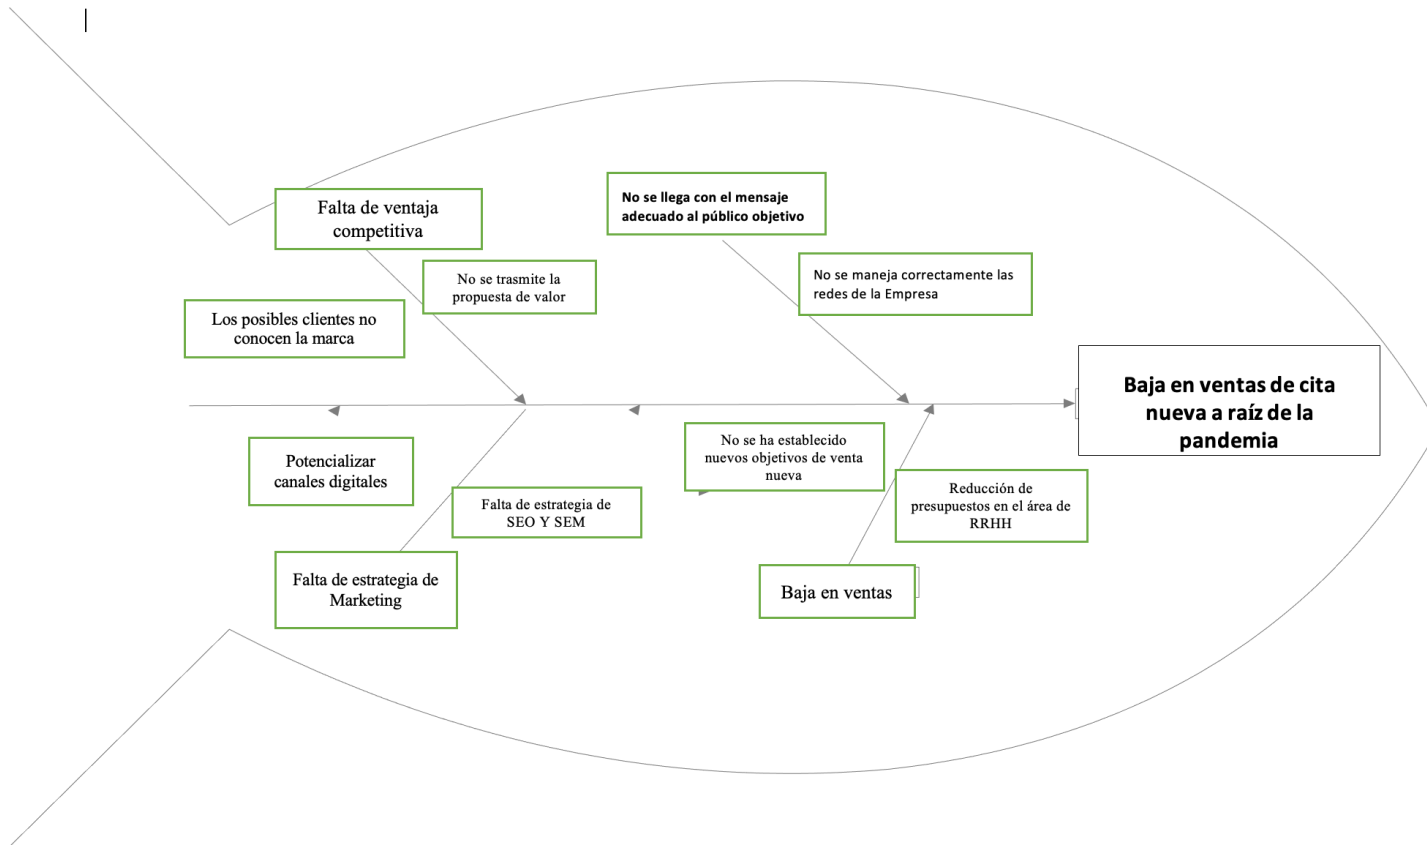 Falta de ventaja
competitiva
No se llega con el mensaje
adecuado al público objetivo
No se trasmite la
propuesta de valor
No se maneja correctamente las
redes de la Empresa
Los posibles clientes no
conocen la marca
Baja en ventas de cita
nueva a raíz de la
pandemia
Potencializar
canales digitales
No se ha establecido
nuevos objetivos de venta
nueva
Falta de estrategia de
SEO Y SEM
Reducción de
presupuestos en el área de
RRHH
Falta de estrategia de
Marketing
Baja en ventas